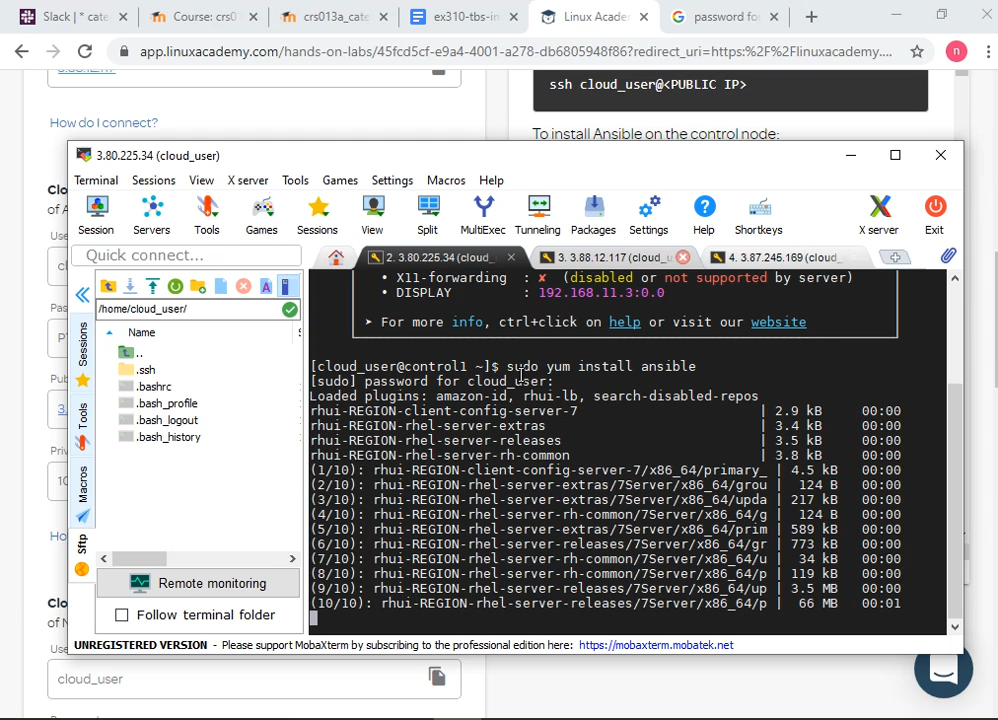 Slack | * cate
Course: crs0
crs013a_cate
ex310-tbs-in
Linux Acade
password fo
app.linuxacademy.com/hands-on-labs/45fcd5cf-e9a4-4001-a278-db6805948f86?redirect_uri=https:%2F%2Flinuxacademy....
n
How do I connect?
ssh cloud_user@<PUBLIC IP>
To install Ansible on the control node:
3.80.225.34 (cloud_user)
Terminal Sessions View X server Tools Games Settings Macros Help
Session Servers Tools Games Sessions View Split MultiExec Tunneling Packages Settings Help Shortkeys X server Exit
Quick connect...
2. 3.80.225.34 (cloud_
3. 3.88.12.117 (cloud_us
4. 3.87.245.169 (cloud_
/home/cloud_user/
Name
..
.ssh
.bashrc
.bash_profile
.bash_logout
.bash_history
Sessions
Tools
Macros
Sftp
Remote monitoring
Follow terminal folder
• X11-forwarding : ✘ (disabled or not supported by server)
• DISPLAY : 192.168.11.3:0.0
➤ For more info, ctrl+click on help or visit our website
[cloud_user@control1 ~]$ sudo yum install ansible
[sudo] password for cloud_user:
Loaded plugins: amazon-id, rhui-lb, search-disabled-repos
rhui-REGION-client-config-server-7 | 2.9 kB 00:00
rhui-REGION-rhel-server-extras | 3.4 kB 00:00
rhui-REGION-rhel-server-releases | 3.5 kB 00:00
rhui-REGION-rhel-server-rh-common | 3.8 kB 00:00
(1/10): rhui-REGION-client-config-server-7/x86_64/primary_ | 4.5 kB 00:00
(2/10): rhui-REGION-rhel-server-extras/7Server/x86_64/grou | 124 B 00:00
(3/10): rhui-REGION-rhel-server-extras/7Server/x86_64/upda | 217 kB 00:00
(4/10): rhui-REGION-rhel-server-rh-common/7Server/x86_64/g | 124 B 00:00
(5/10): rhui-REGION-rhel-server-extras/7Server/x86_64/prim | 589 kB 00:00
(6/10): rhui-REGION-rhel-server-releases/7Server/x86_64/gr | 773 kB 00:00
(7/10): rhui-REGION-rhel-server-rh-common/7Server/x86_64/u | 34 kB 00:00
(8/10): rhui-REGION-rhel-server-rh-common/7Server/x86_64/p | 119 kB 00:00
(9/10): rhui-REGION-rhel-server-releases/7Server/x86_64/up | 3.5 MB 00:00
(10/10): rhui-REGION-rhel-server-releases/7Server/x86_64/p | 66 MB 00:01
UNREGISTERED VERSION - Please support MobaXterm by subscribing to the professional edition here: https://mobaxterm.mobatek.net
Clo
of A
Use
cl
Pas
3.
Priv
10
Ho
Clo
of N
Us
cloud_user